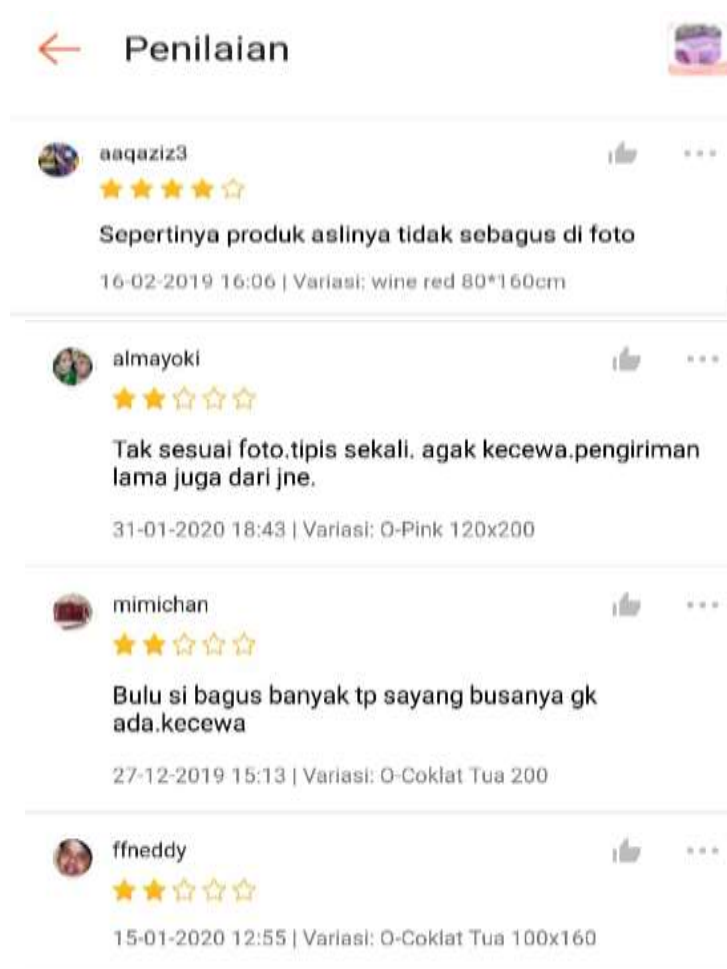 Penilaian
aaqaziz3
Sepertinya produk aslinya tidak sebagus di foto
16-02-2019 16:06 | Variasi: wine red 80*160cm
almayoki
Tak sesuai foto.tipis sekali. agak kecewa.pengiriman
lama juga dari jne.
31-01-2020 18:43 | Variasi: O-Pink 120x200
mimichan
Bulu si bagus banyak tp sayang busanya gk
ada.kecewa
27-12-2019 15:13 | Variasi: O-Coklat Tua 200
ffneddy
15-01-2020 12:55 | Variasi: O-Coklat Tua 100x160